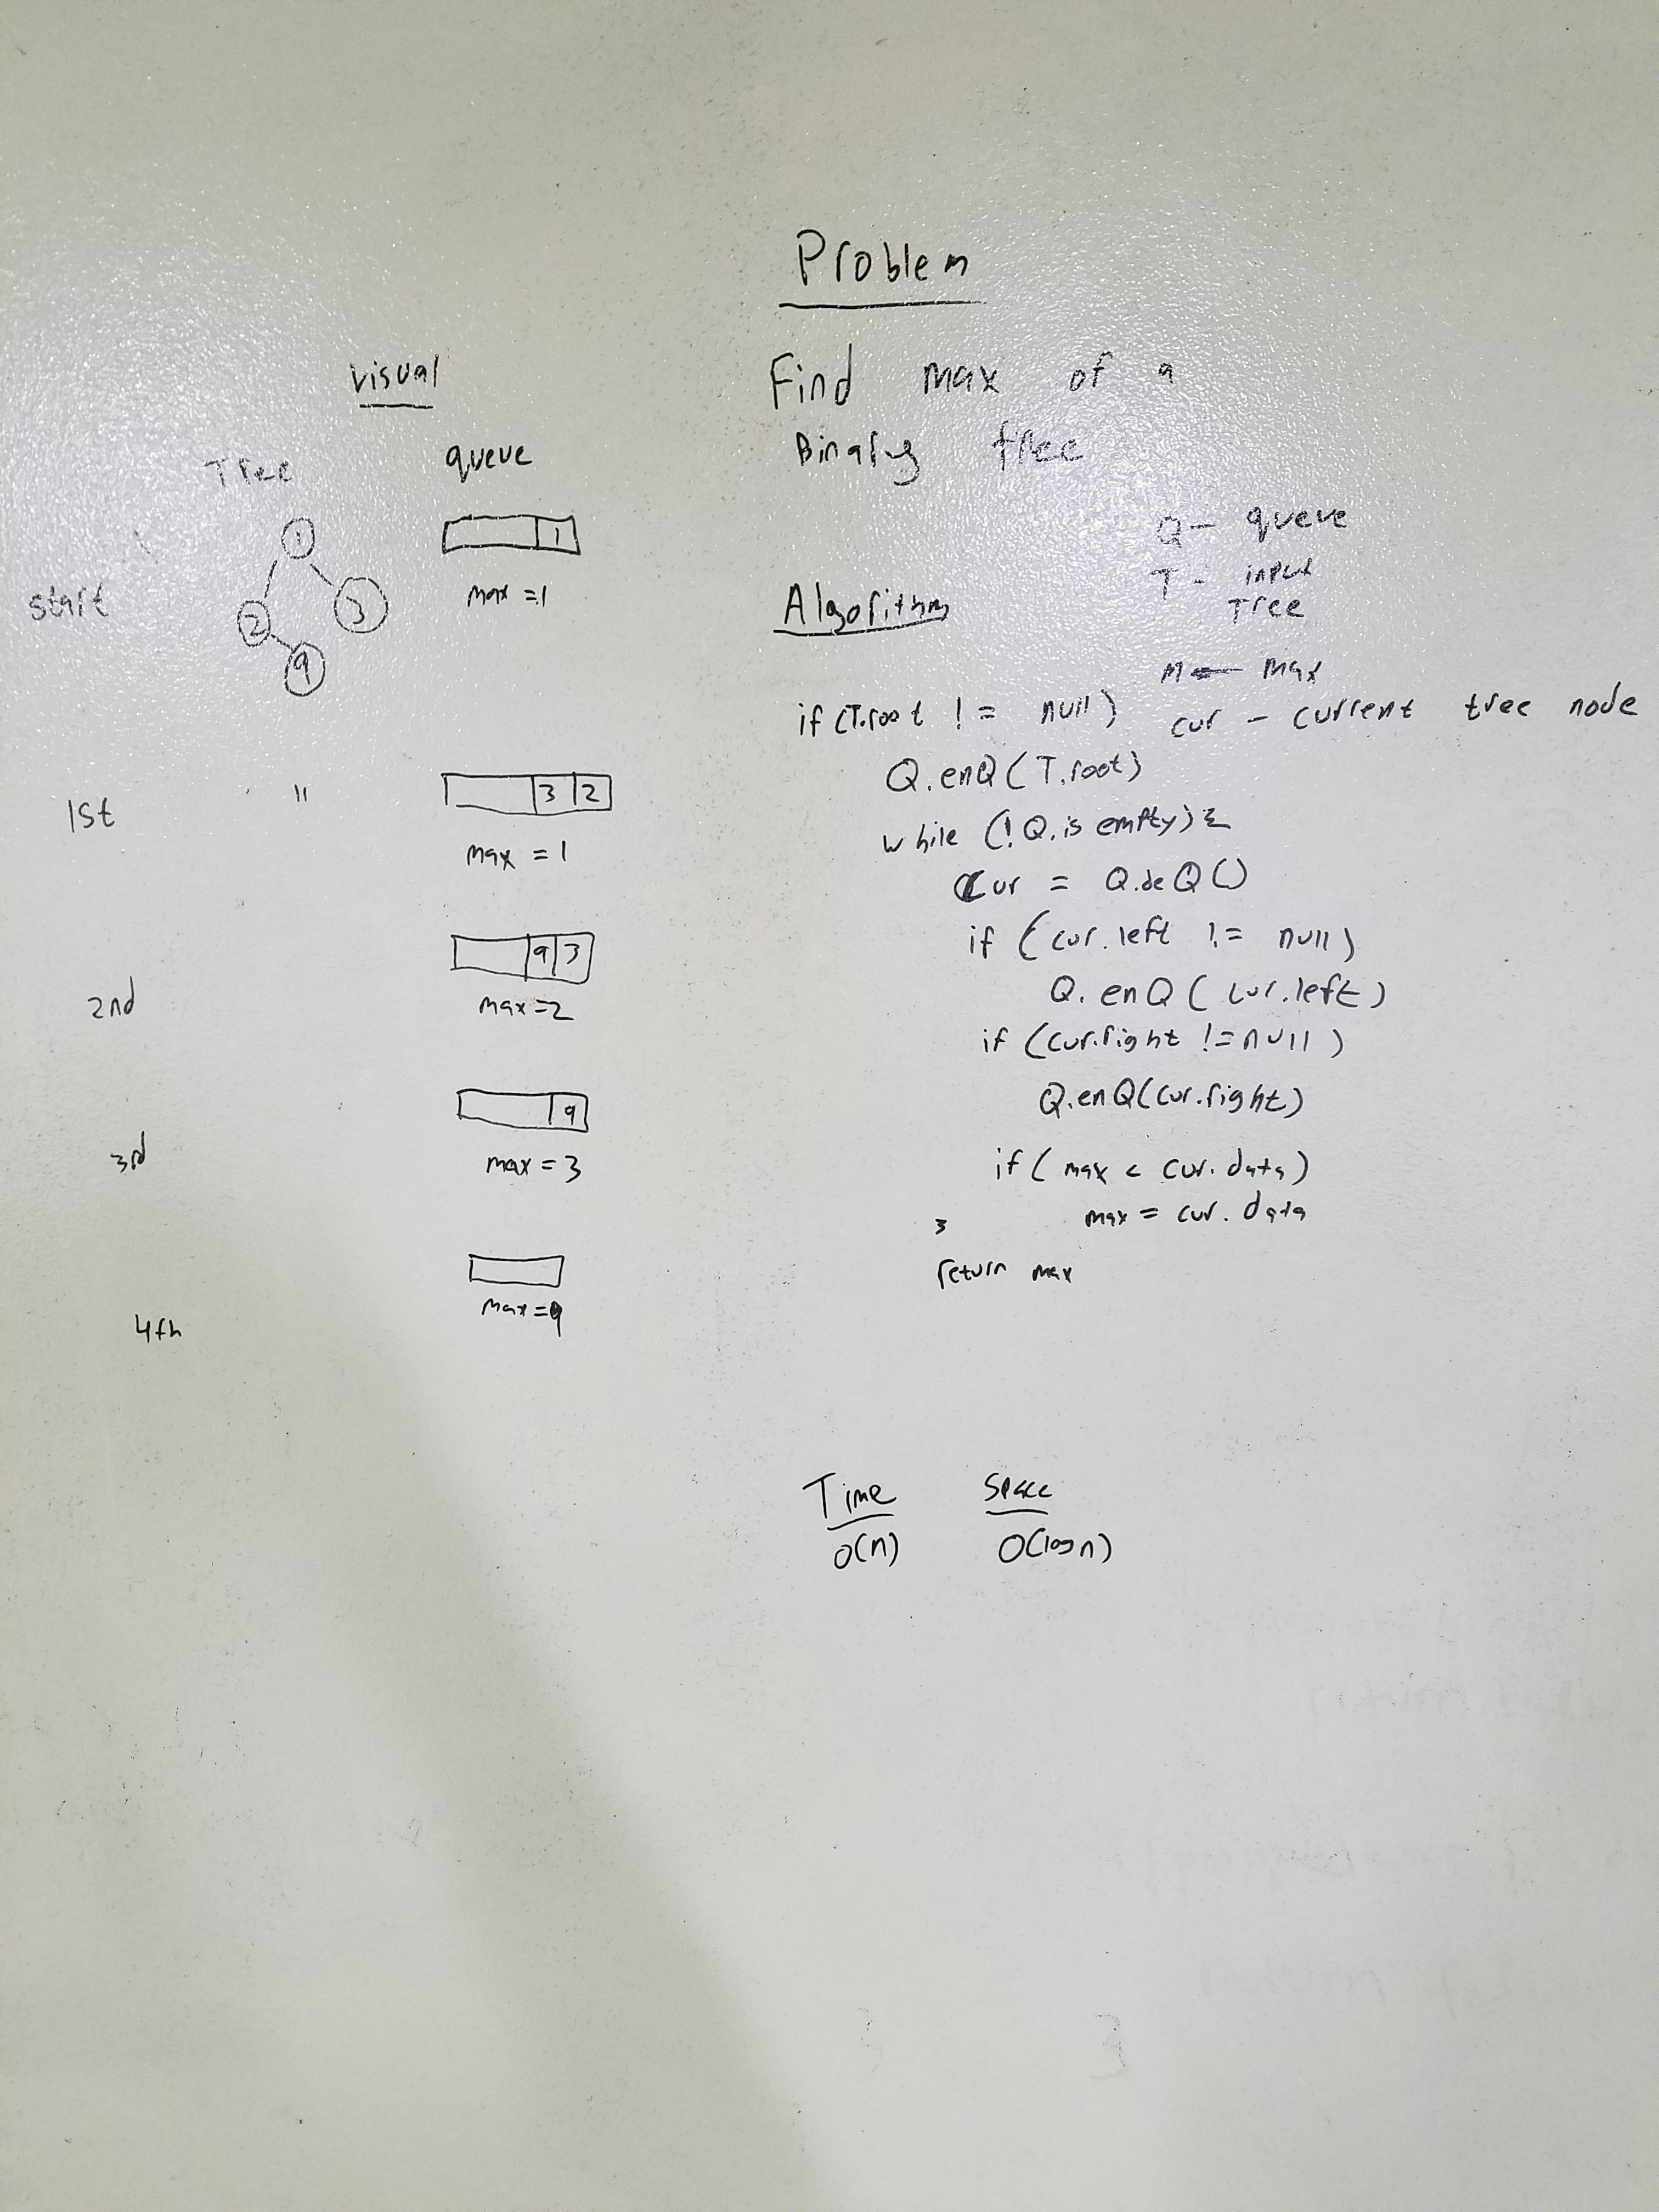 Problem
Find max of a
Binary tree
Visual
Tree queue
start
1
2 3
9
1
max = 1
1st "
3 2
max = 1
2nd
9 3
max = 2
3rd
9
max = 3
4th
max = 9
Q - queue
T - input
Tree
M - max
cur - current tree node
Algorithm
if (T.root != null)
Q.enQ(T.root)
while (!Q.is empty) {
cur = Q.deQ()
if (cur.left != null)
Q.enQ(cur.left)
if (cur.right != null)
Q.enQ(cur.right)
if (max < cur.data)
max = cur.data
}
return max
Time Space
O(n) O(log n)